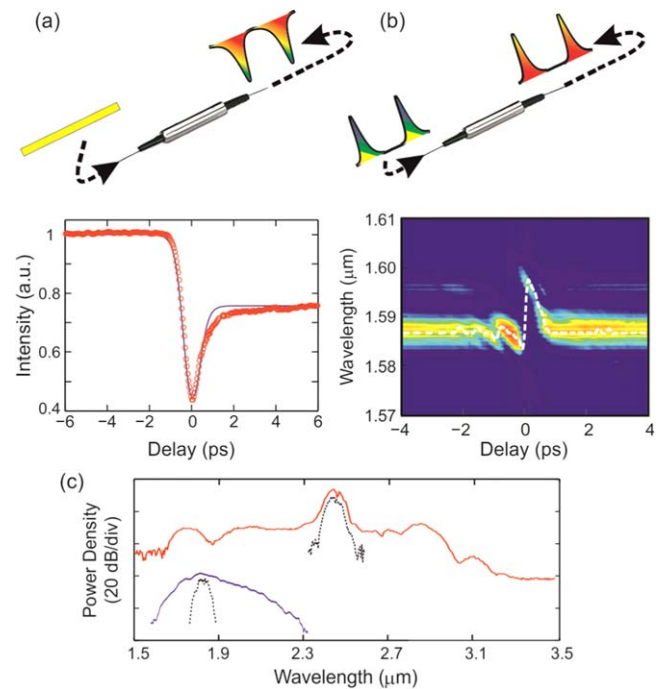 (a)
(b)
Intensity (a.u.)
1
0.8
0.6
0.4
−6 −4 −2 0 2 4 6
Delay (ps)
Wavelength (μm)
1.61
1.60
1.59
1.58
1.57
−4 −2 0 2 4
Delay (ps)
(c)
Power Density
(20 dB/div)
1.5 1.9 2.3 2.7 3.1 3.5
Wavelength (μm)